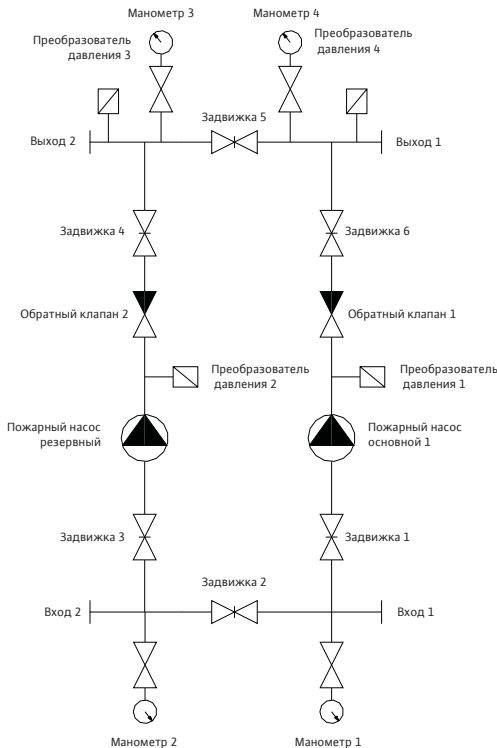 Манометр 3
Манометр 4
Преобразователь
давления 3
Преобразователь
давления 4
Задвижка 5
Выход 2
Выход 1
Задвижка 4
Задвижка 6
Обратный клапан 2
Обратный клапан 1
Преобразователь
давления 2
Преобразователь
давления 1
Пожарный насос
резервный
Пожарный насос
основной 1
Задвижка 3
Задвижка 1
Задвижка 2
Вход 2
Вход 1
Манометр 2
Манометр 1